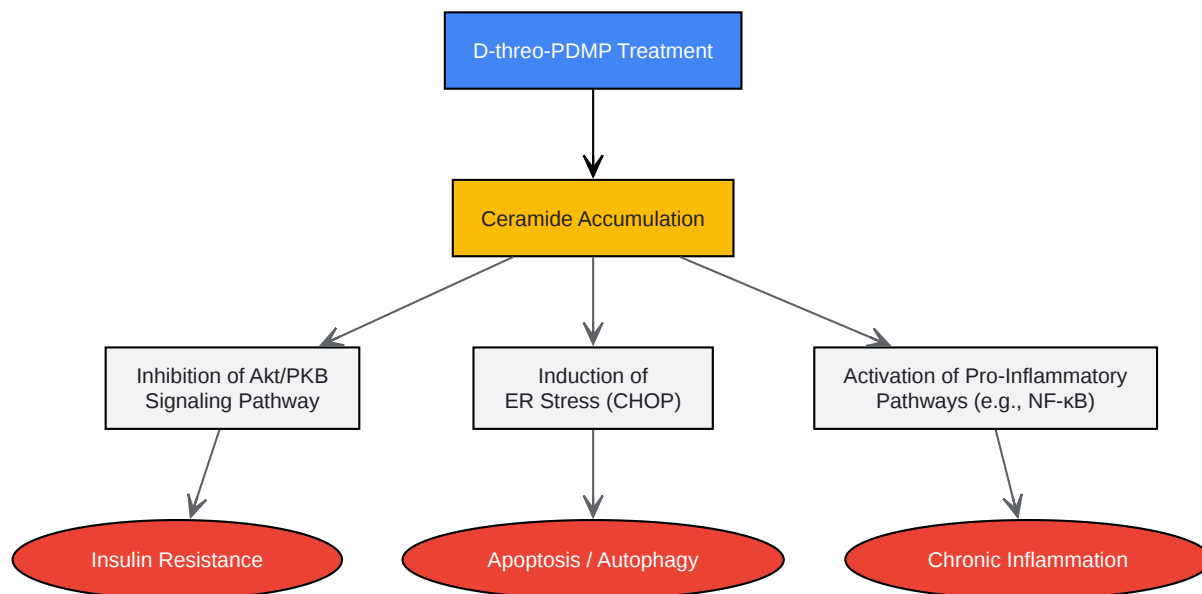 D-threo-PDMP Treatment
Ceramide Accumulation
Inhibition of Akt/PKB
Signaling Pathway
Induction of
ER Stress (CHOP)
Activation of Pro-Inflammatory
Pathways (e.g., NF-κB)
Insulin Resistance
Apoptosis / Autophagy
Chronic Inflammation